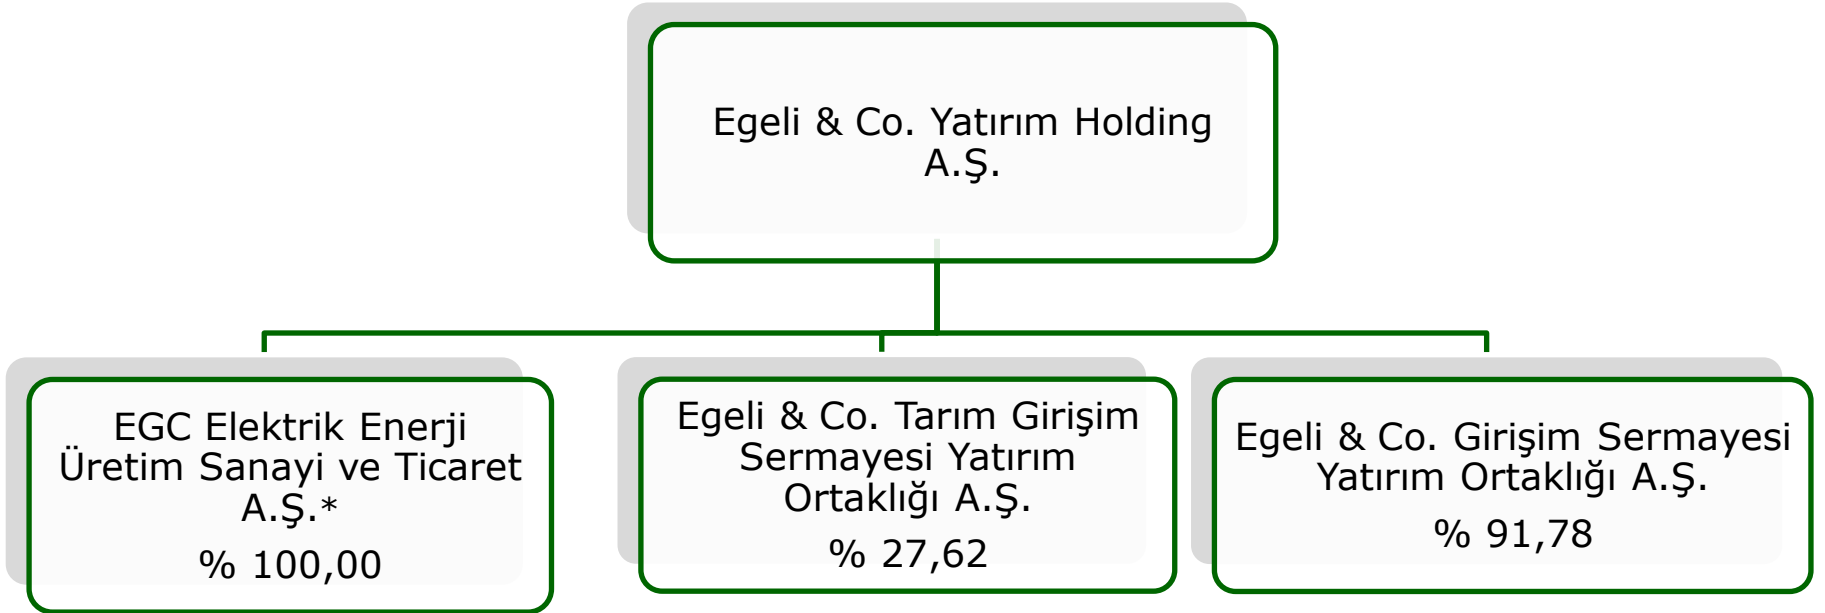 Egeli & Co. Yatırım Holding
A.Ş.
EGC Elektrik Enerji
Üretim Sanayi ve Ticaret
A.Ş.*
% 100,00
Egeli & Co. Tarım Girişim
Sermayesi Yatırım
Ortaklığı A.Ş.
% 27,62
Egeli & Co. Girişim Sermayesi
Yatırım Ortaklığı A.Ş.
% 91,78